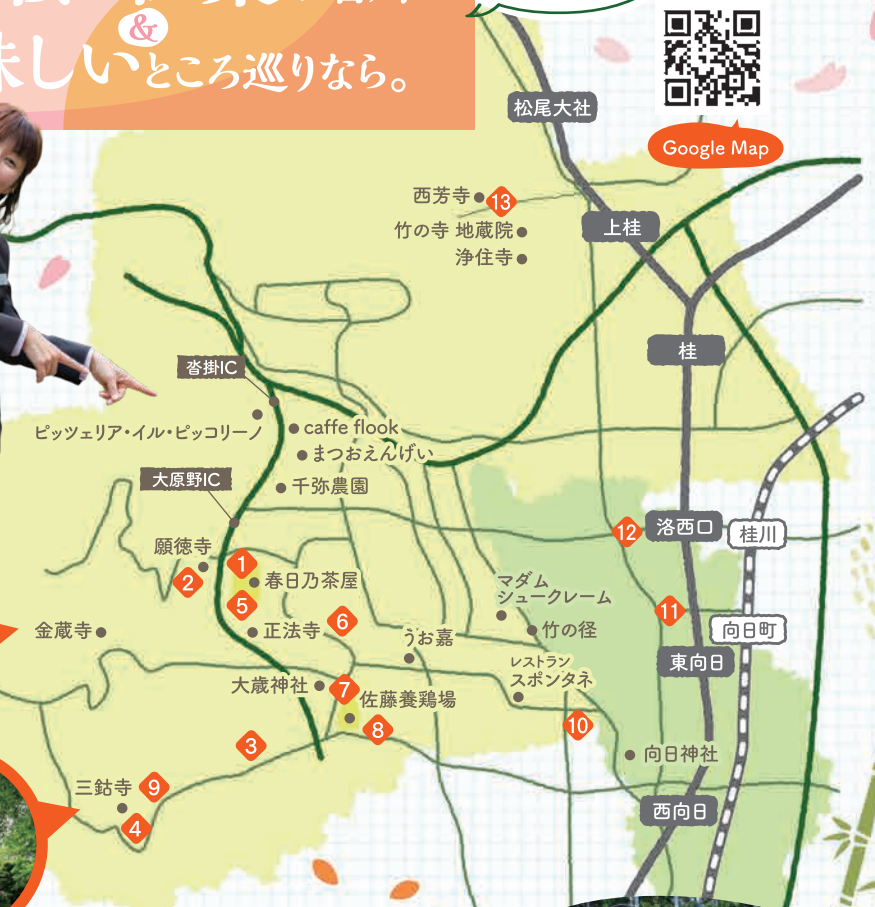 &
味しいところ巡りなら。
Google Map
松尾大社
西芳寺
13
竹の寺 地蔵院
浄住寺
上桂
桂
沓掛IC
ピッツェリア・イル・ピッコリーノ
caffe flook
まつおえんげい
大原野IC
千弥農園
12
洛西口
桂川
願徳寺
1
2
春日乃茶屋
5
マダム
シュークレーム
11
金蔵寺
正法寺
6
竹の径
向日町
うお嘉
東向日
レストラン
スポンタネ
大歳神社
7
佐藤養鶏場
8
10
3
向日神社
三鈷寺
9
4
西向日